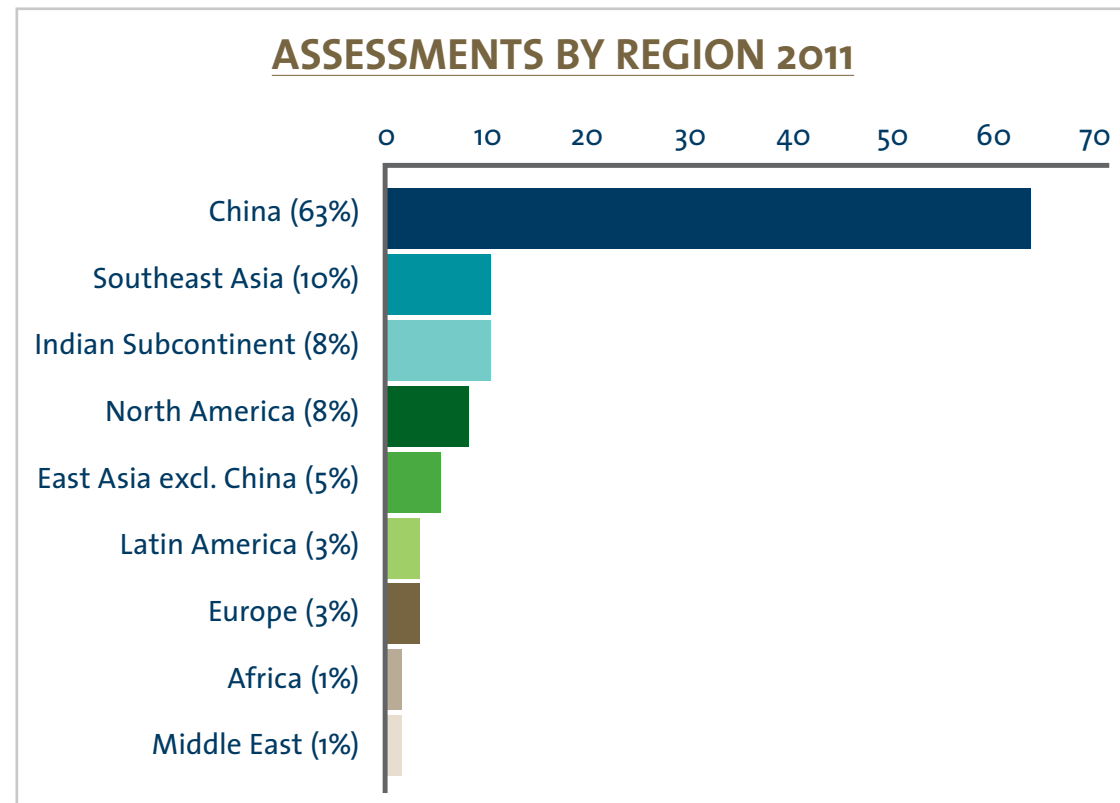 ASSESSMENTS BY REGION 2011
0 10 20 30 40 50 60 70
China (63%)
Southeast Asia (10%)
Indian Subcontinent (8%)
North America (8%)
East Asia excl. China (5%)
Latin America (3%)
Europe (3%)
Africa (1%)
Middle East (1%)